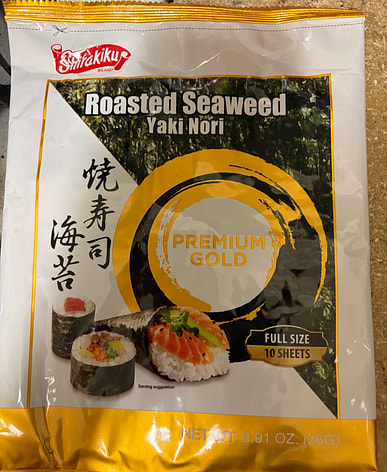 Shirakiku
BRAND
Roasted Seaweed
Yaki Nori
焼寿司
海苔
PREMIUM
GOLD
FULL SIZE
10 SHEETS
Serving suggestion
NET WT. 0.91 OZ. (26G)